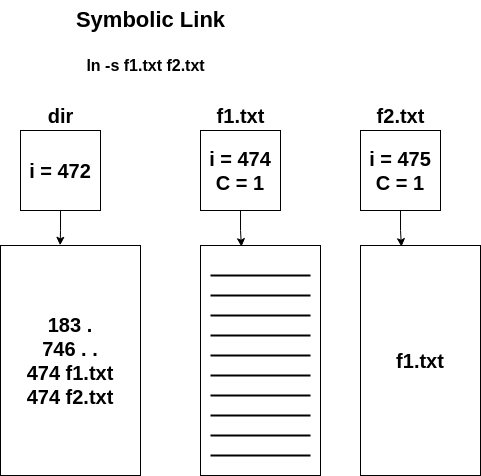 Symbolic Link
ln -s f1.txt f2.txt
dir
i = 472
183 .
746 . .
474 f1.txt
474 f2.txt
f1.txt
i = 474
C = 1
f2.txt
i = 475
C = 1
f1.txt